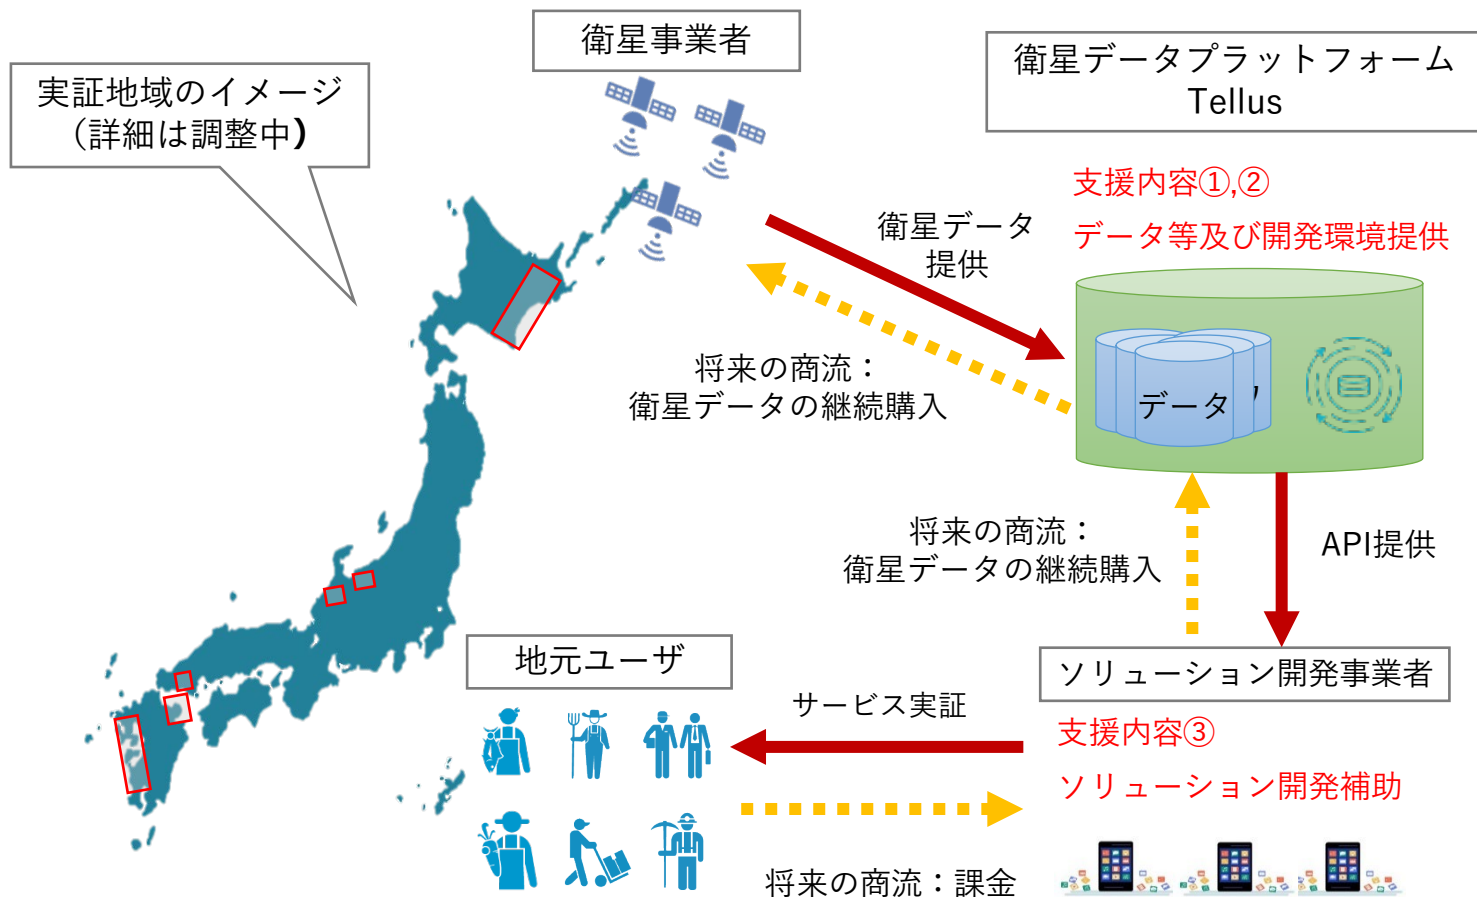 衛星事業者
衛星データプラットフォーム
Tellus
実証地域のイメージ
（詳細は調整中）
支援内容①,②
データ等及び開発環境提供
衛星データ
提供
将来の商流：
衛星データの継続購入
データ
将来の商流：
衛星データの継続購入
API提供
地元ユーザ
ソリューション開発事業者
サービス実証
支援内容③
ソリューション開発補助
将来の商流：課金